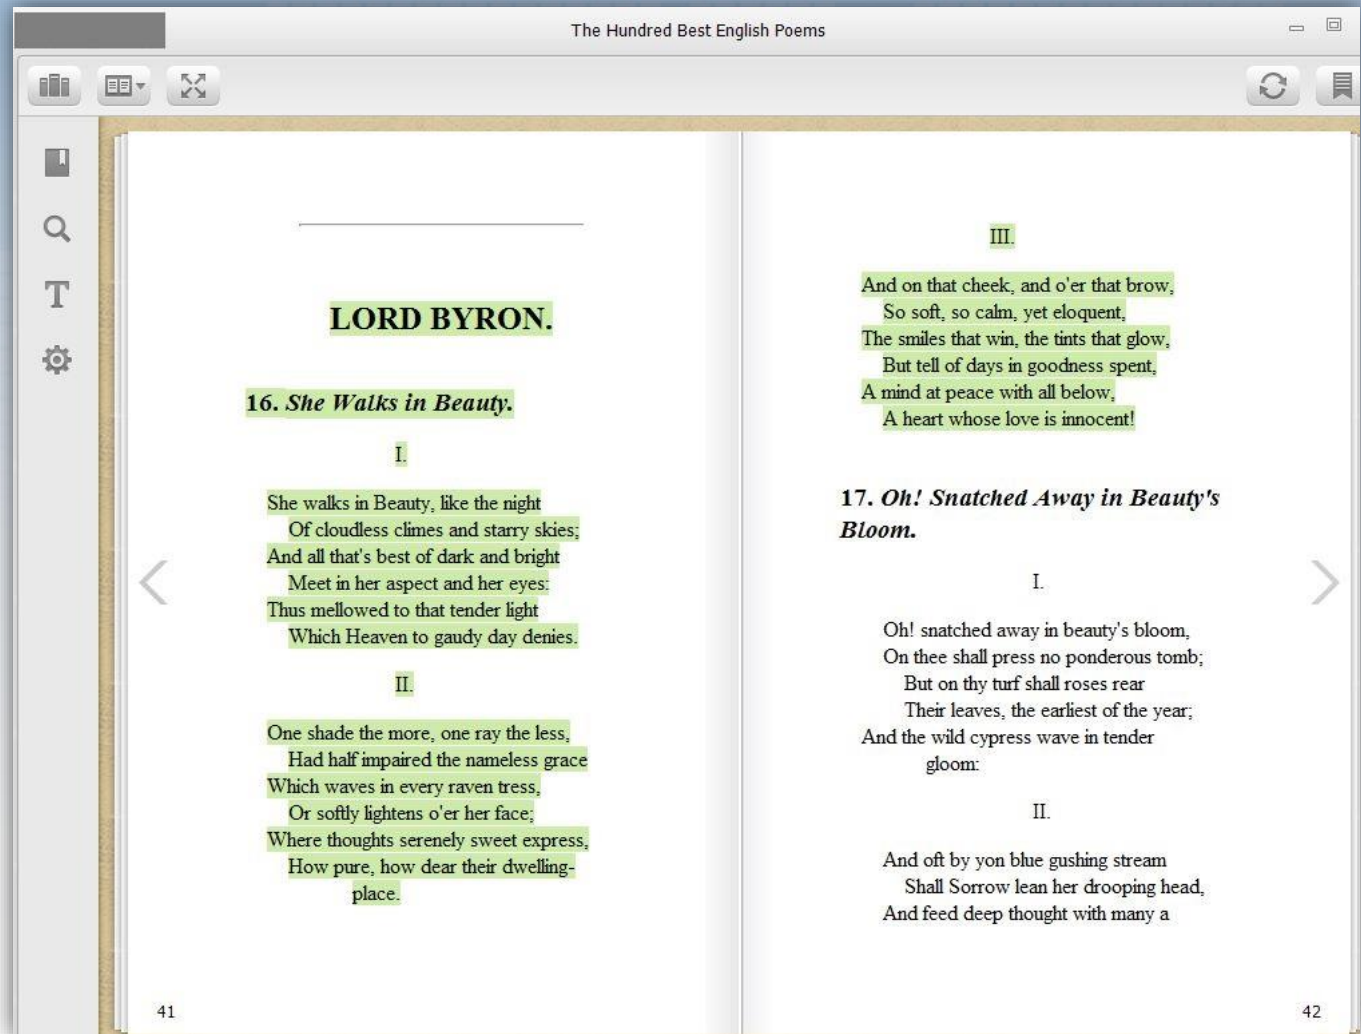 The Hundred Best English Poems
T
LORD BYRON.
16. She Walks in Beauty.
I.
She walks in Beauty, like the night
Of cloudless climes and starry skies;
And all that's best of dark and bright
Meet in her aspect and her eyes:
Thus mellowed to that tender light
Which Heaven to gaudy day denies.
II.
One shade the more, one ray the less,
Had half impaired the nameless grace
Which waves in every raven tress,
Or softly lightens o'er her face;
Where thoughts serenely sweet express,
How pure, how dear their dwelling-
place.
41
III.
And on that cheek, and o'er that brow,
So soft, so calm, yet eloquent,
The smiles that win, the tints that glow,
But tell of days in goodness spent,
A mind at peace with all below,
A heart whose love is innocent!
17. Oh! Snatched Away in Beauty's
Bloom.
I.
Oh! snatched away in beauty's bloom,
On thee shall press no ponderous tomb;
But on thy turf shall roses rear
Their leaves, the earliest of the year;
And the wild cypress wave in tender
gloom:
II.
And oft by yon blue gushing stream
Shall Sorrow lean her drooping head,
And feed deep thought with many a
42